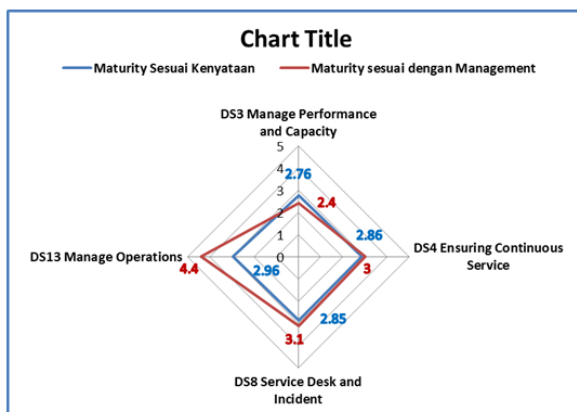 Chart Title
Maturity Sesuai Kenyataan
Maturity sesuai dengan Management
DS3 Manage Performance
and Capacity
5
4
3
2
1
0
2.76
2.4
2.86
3
DS4 Ensuring Continuous
Service
DS13 Manage Operations
4.4
2.96
2.85
3.1
DS8 Service Desk and
Incident